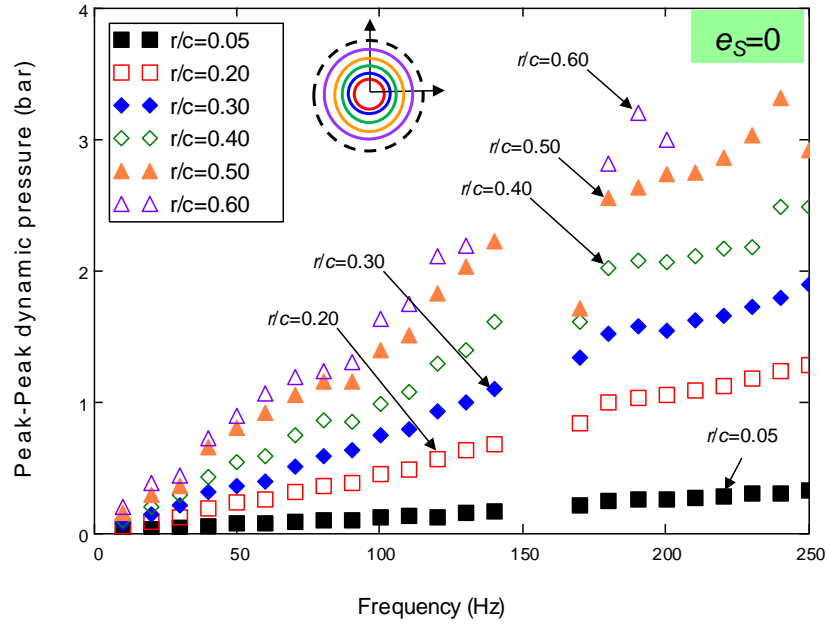 4
3
2
1
0
Peak-Peak dynamic pressure (bar)
r/c=0.05
r/c=0.20
r/c=0.30
r/c=0.40
r/c=0.50
r/c=0.60
e_S=0
r/c=0.60
r/c=0.50
r/c=0.40
r/c=0.30
r/c=0.20
r/c=0.05
0 50 100 150 200 250
Frequency (Hz)